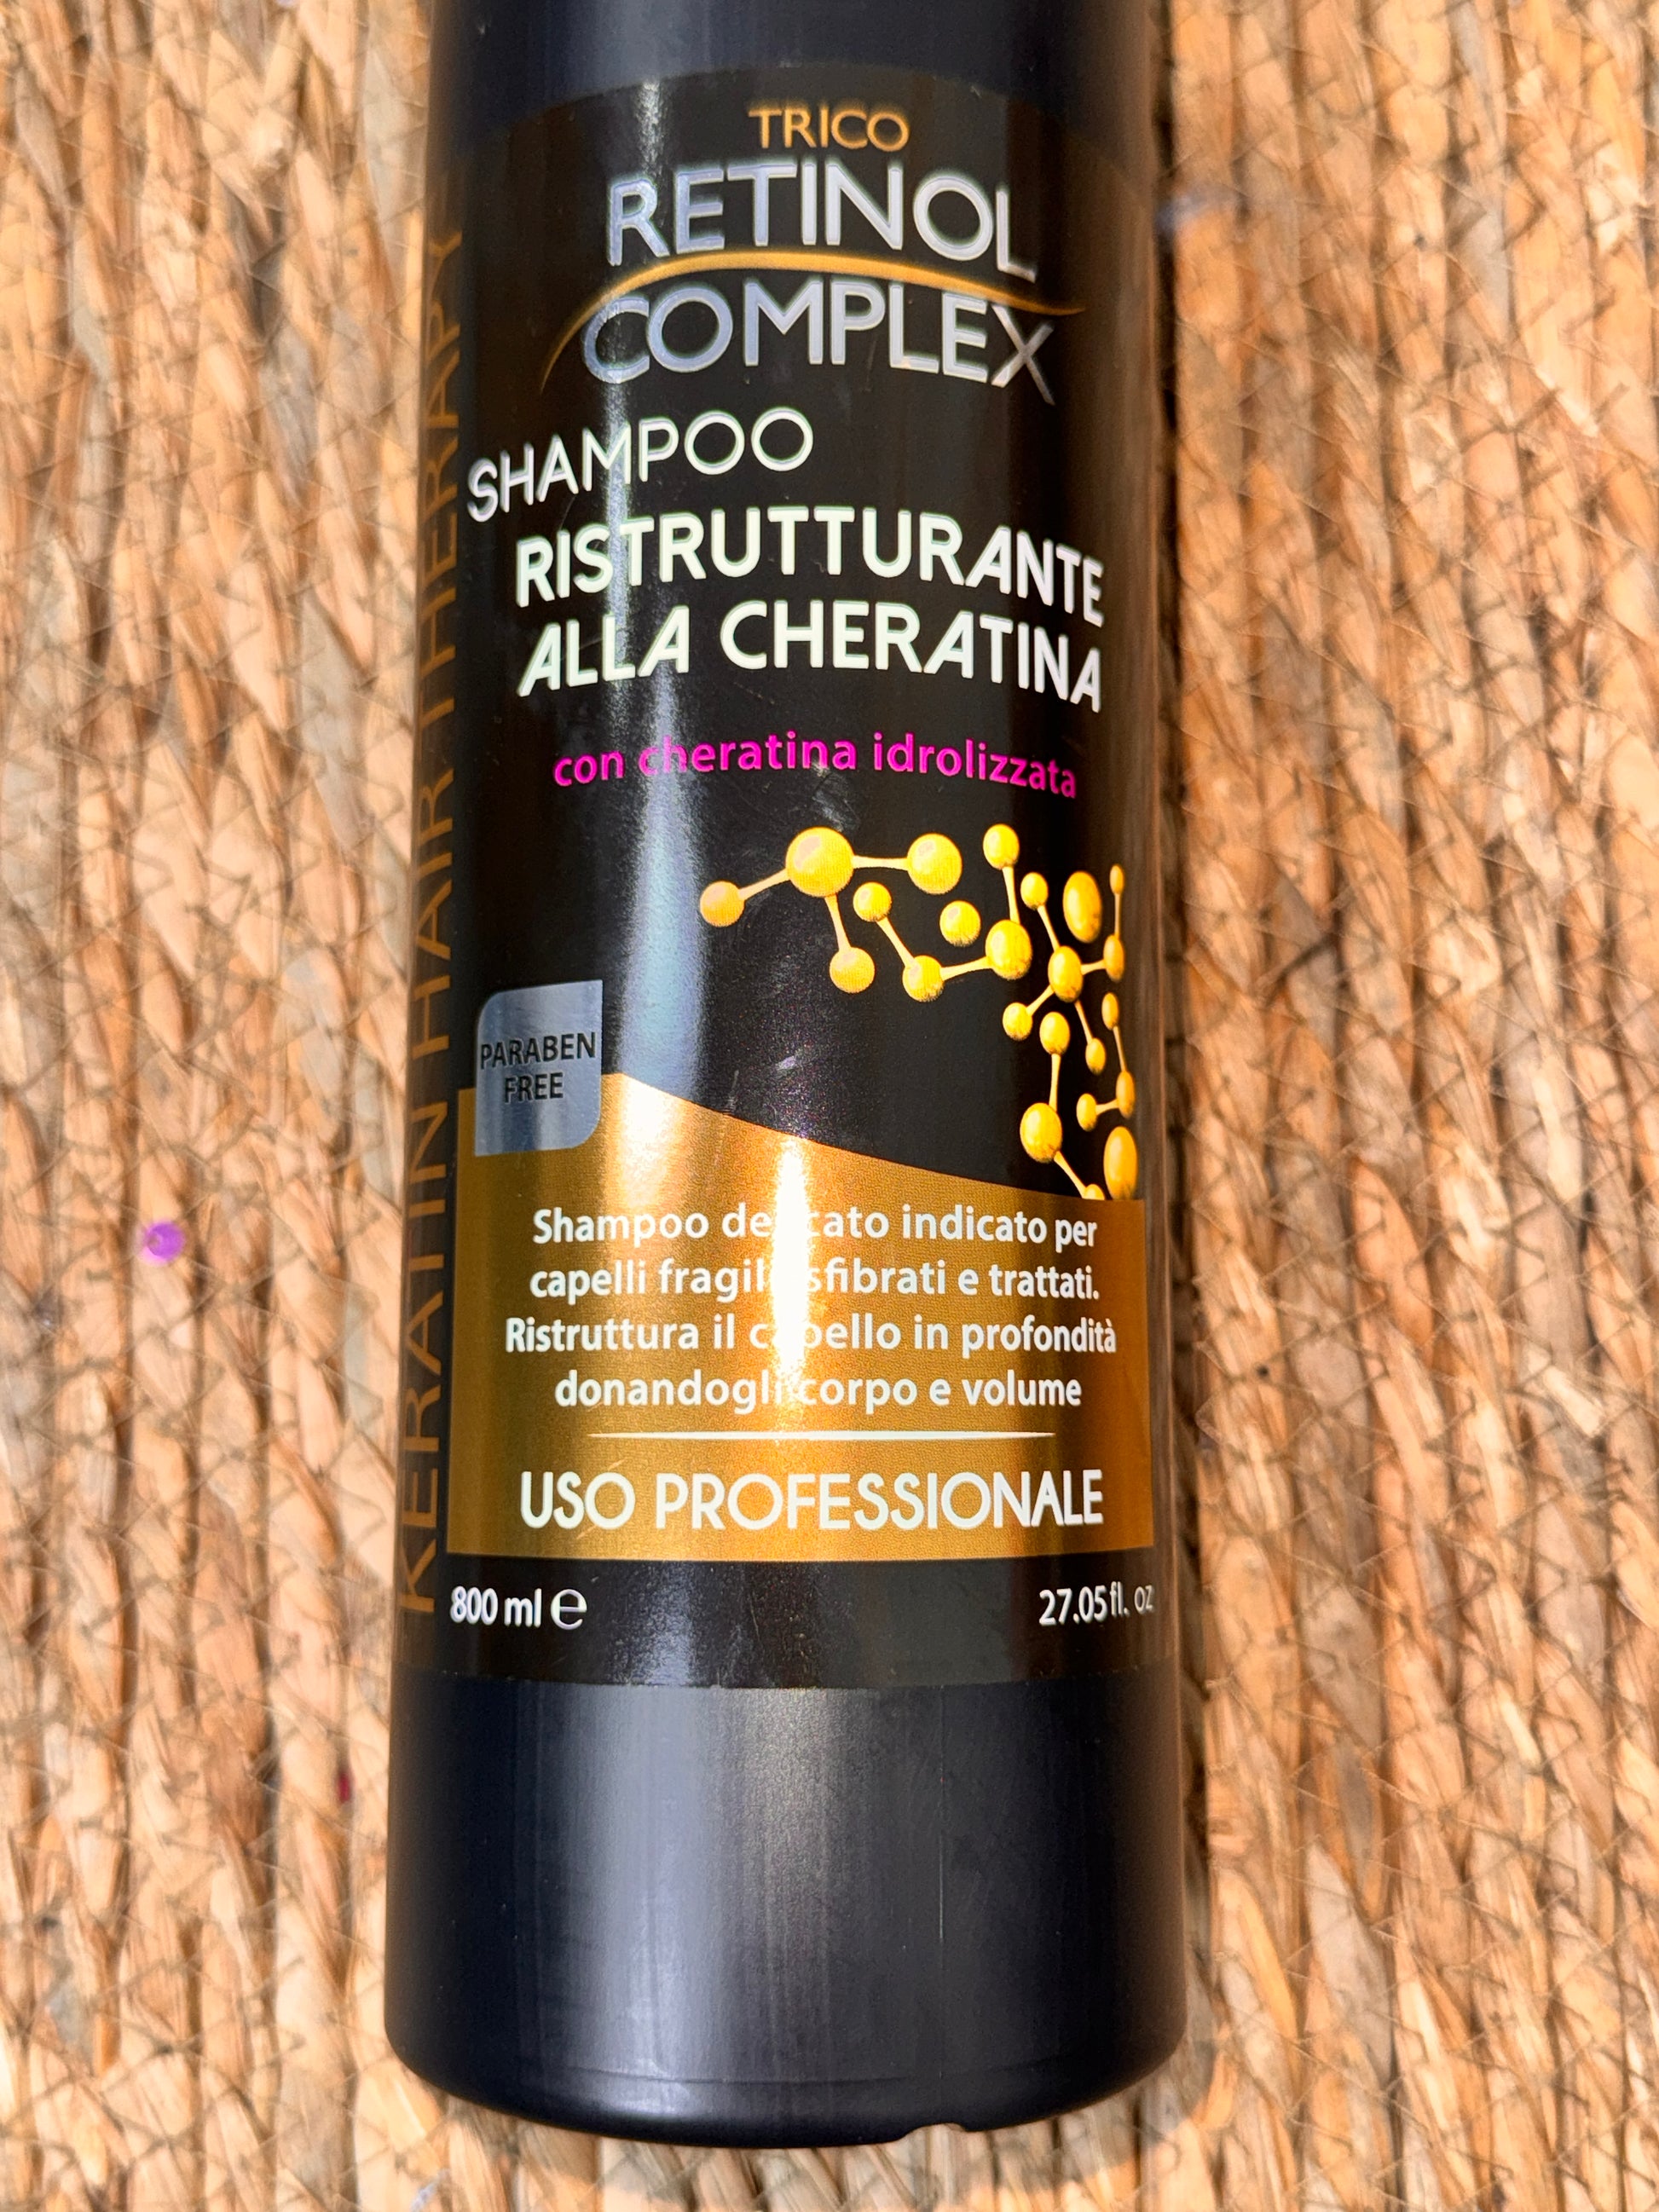 TRICO
RETINOL
COMPLEX
SHAMPOO
RISTRUTTURANTE
ALLA CHERATINA
con cheratina idrolizzata
KERATIN HAIR THERAPY
PARABEN
FREE
Shampoo delicato indicato per
capelli fragili sfibrati e trattati.
Ristruttura il capello in profondità
donandogli corpo e volume
USO PROFESSIONALE
800 ml ℮
27.05 fl. oz